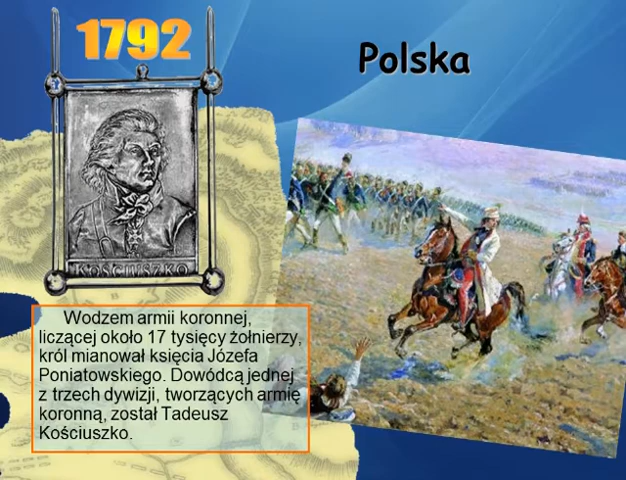 1792
Polska
KOŚCIUSZKO
Wodzem armii koronnej,
liczącej około 17 tysięcy żołnierzy,
król mianował księcia Józefa
Poniatowskiego. Dowódcą jednej
z trzech dywizji, tworzących armię
koronną, został Tadeusz
Kościuszko.